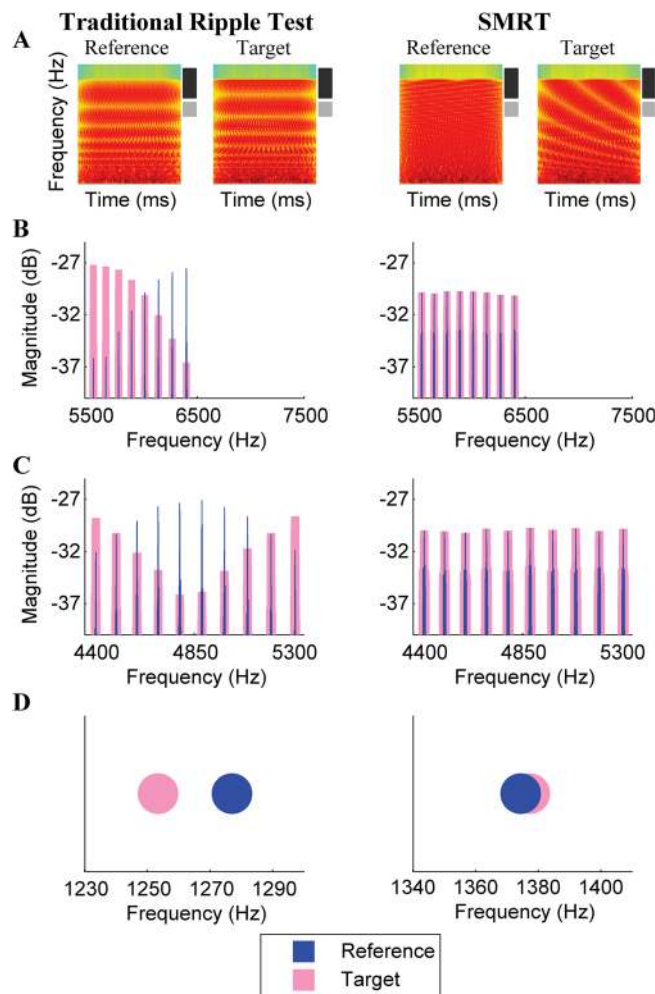 Traditional Ripple Test SMRT
A Reference Target Reference Target
Frequency (Hz)
Time (ms) Time (ms) Time (ms) Time (ms)
B
Magnitude (dB)
-27 -27
-32 -32
-37 -37
5500 6500 7500 5500 6500 7500
Frequency (Hz) Frequency (Hz)
C
Magnitude (dB)
-27 -27
-32 -32
-37 -37
4400 4850 5300 4400 4850 5300
Frequency (Hz) Frequency (Hz)
D
1230 1250 1270 1290 1340 1360 1380 1400
Frequency (Hz) Frequency (Hz)
Reference
Target